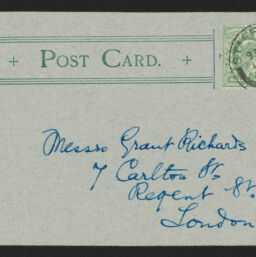 + POST CARD. +
Messrs Grant Richards
7 Carlton St.
Regent St.
London